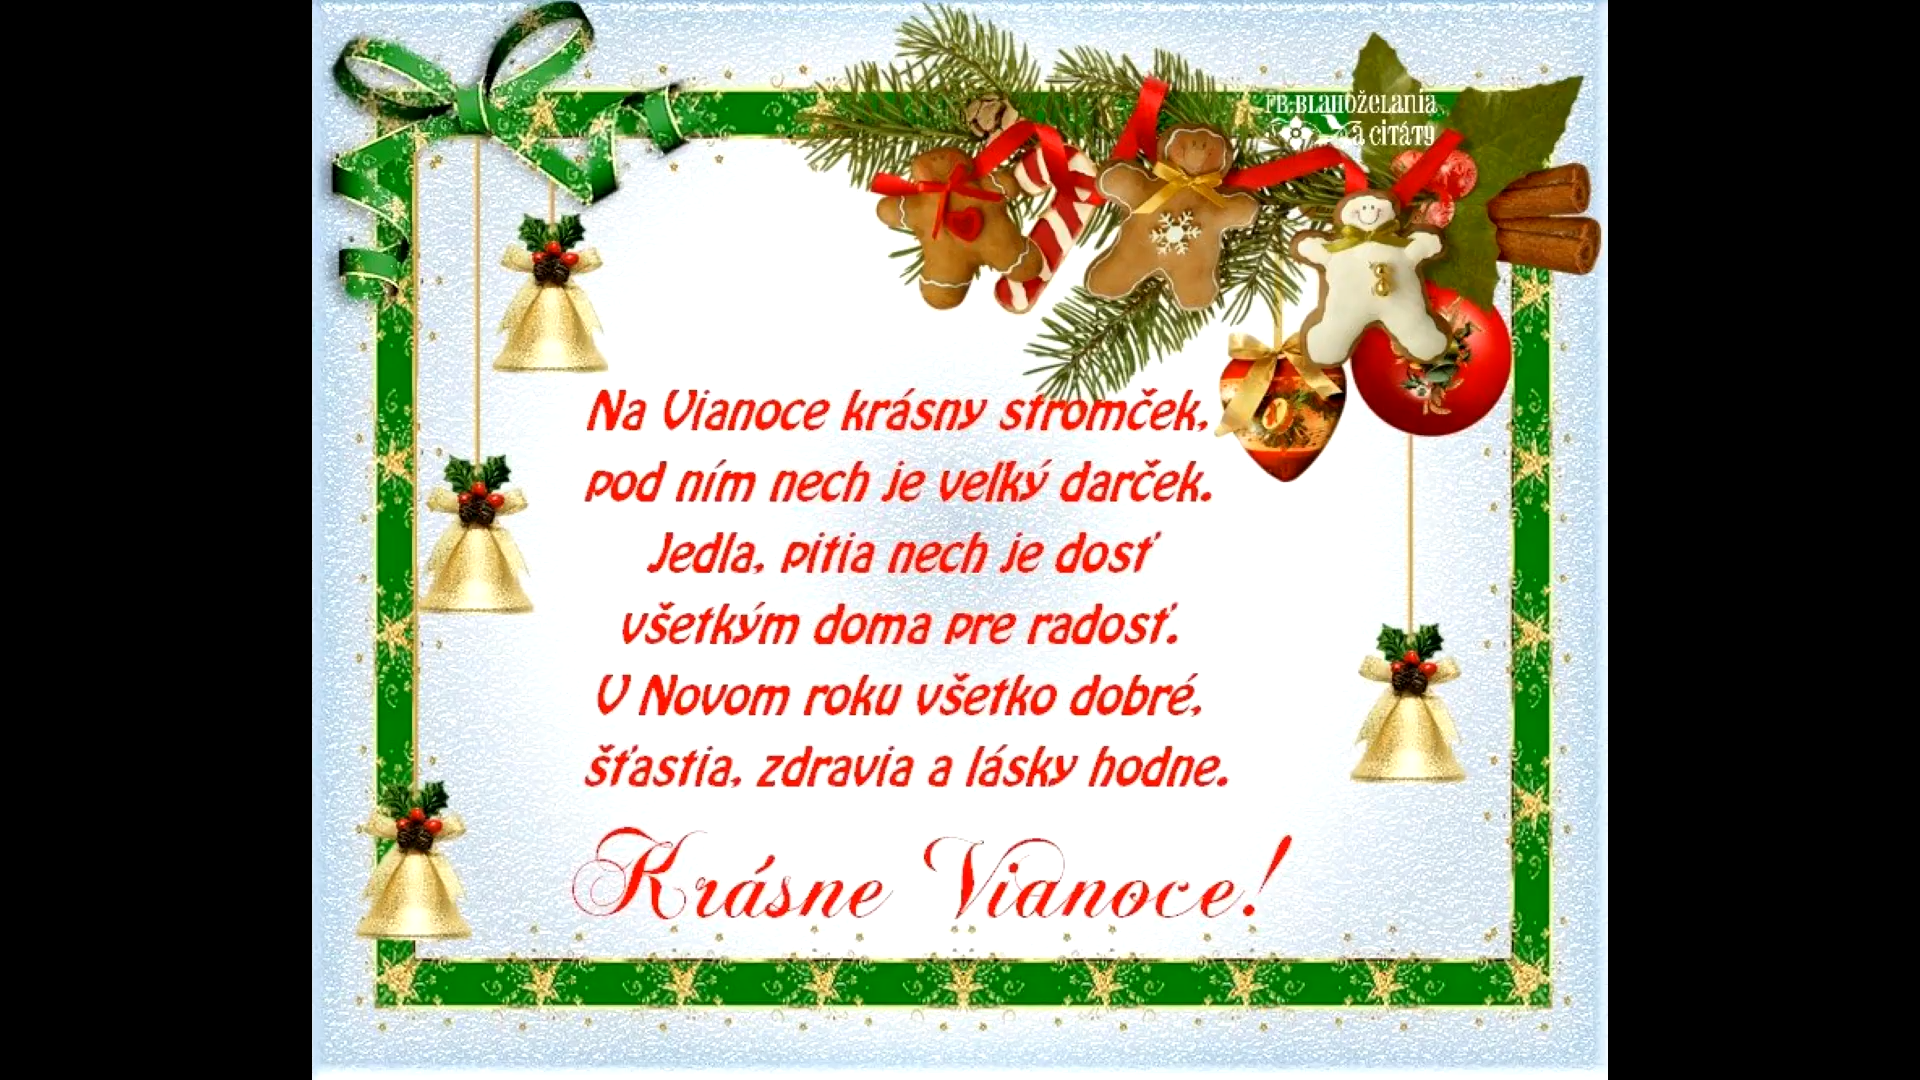 FB:Blahoželania
a citáty
Na Vianoce krásny stromček,
pod ním nech je veľký darček.
Jedla, pitia nech je dosť
všetkým doma pre radosť.
V Novom roku všetko dobré,
šťastia, zdravia a lásky hodne.
Krásne Vianoce!